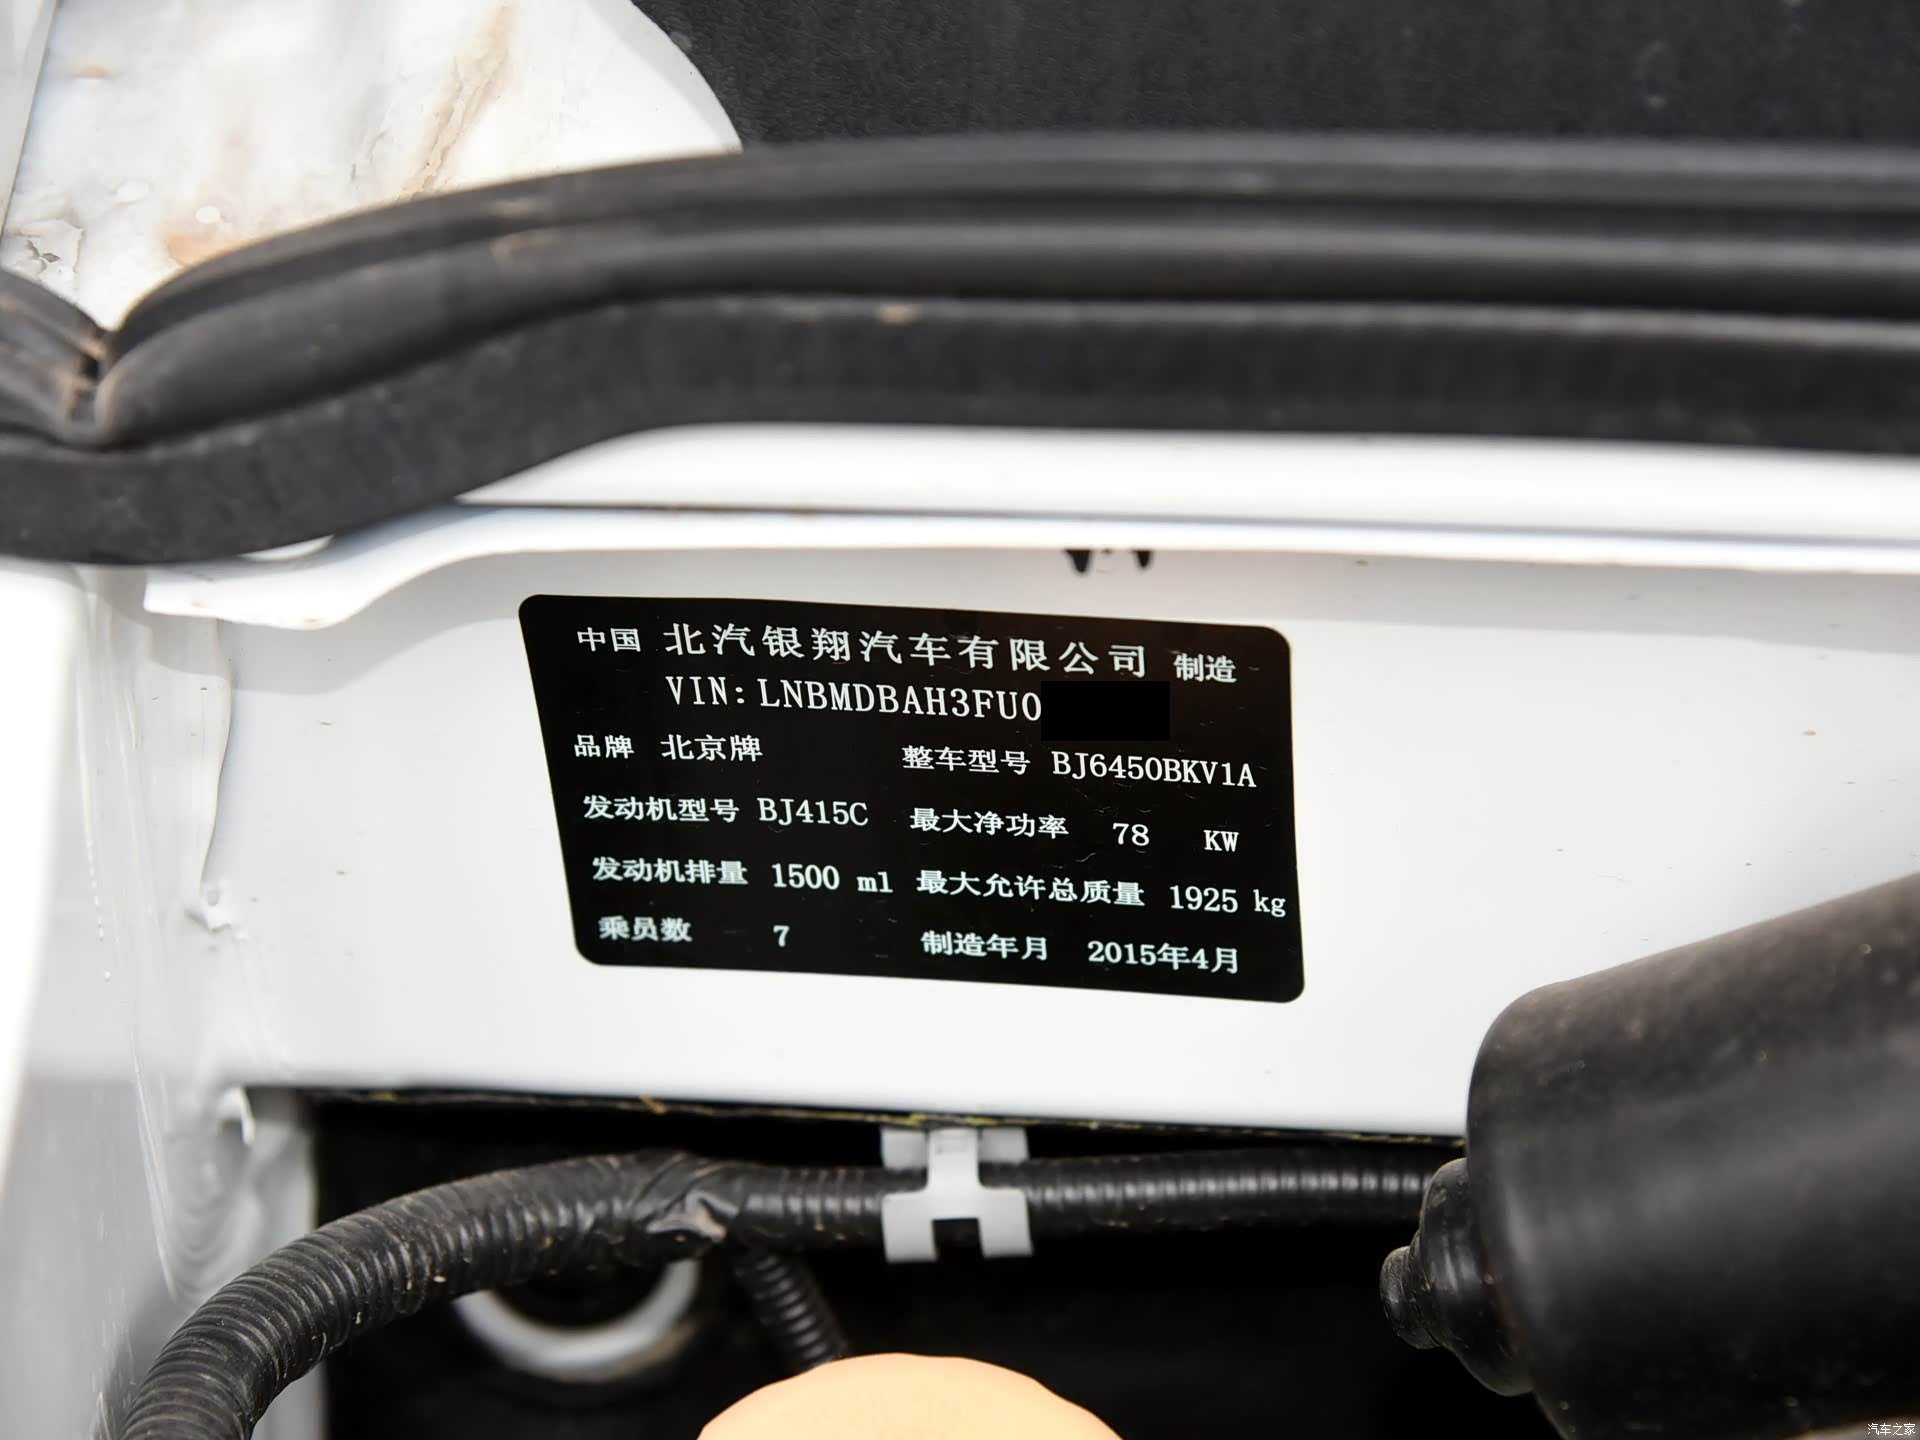 中国 北汽银翔汽车有限公司 制造
VIN: LNBMDBAH3FU0
品牌 北京牌 整车型号 BJ6450BKV1A
发动机型号 BJ415C 最大净功率 78 KW
发动机排量 1500 ml 最大允许总质量 1925 kg
乘员数 7 制造年月 2015年4月
汽车之家